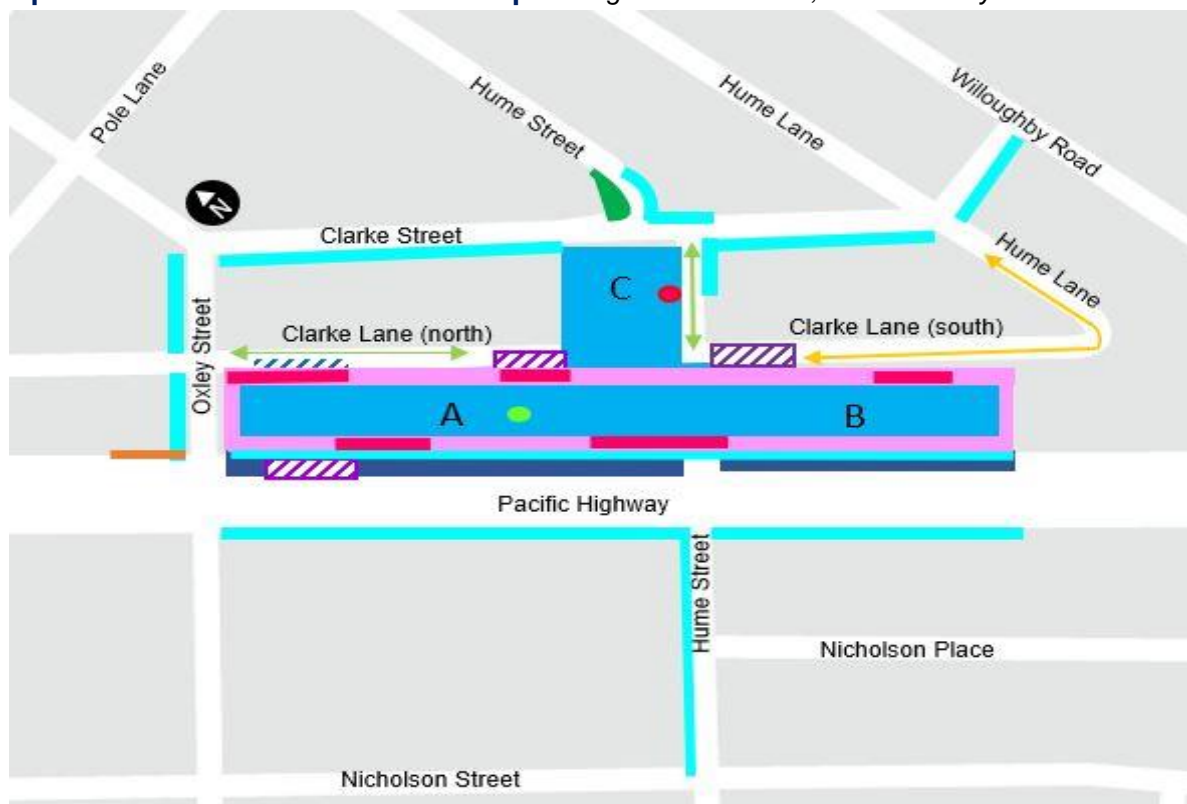 Pole Lane
Hume Street
Hume Lane
Willoughby Road
N
Clarke Street
C
Hume Lane
Oxley Street
Clarke Lane (north)
Clarke Lane (south)
A
B
Pacific Highway
Hume Street
Nicholson Place
Nicholson Street